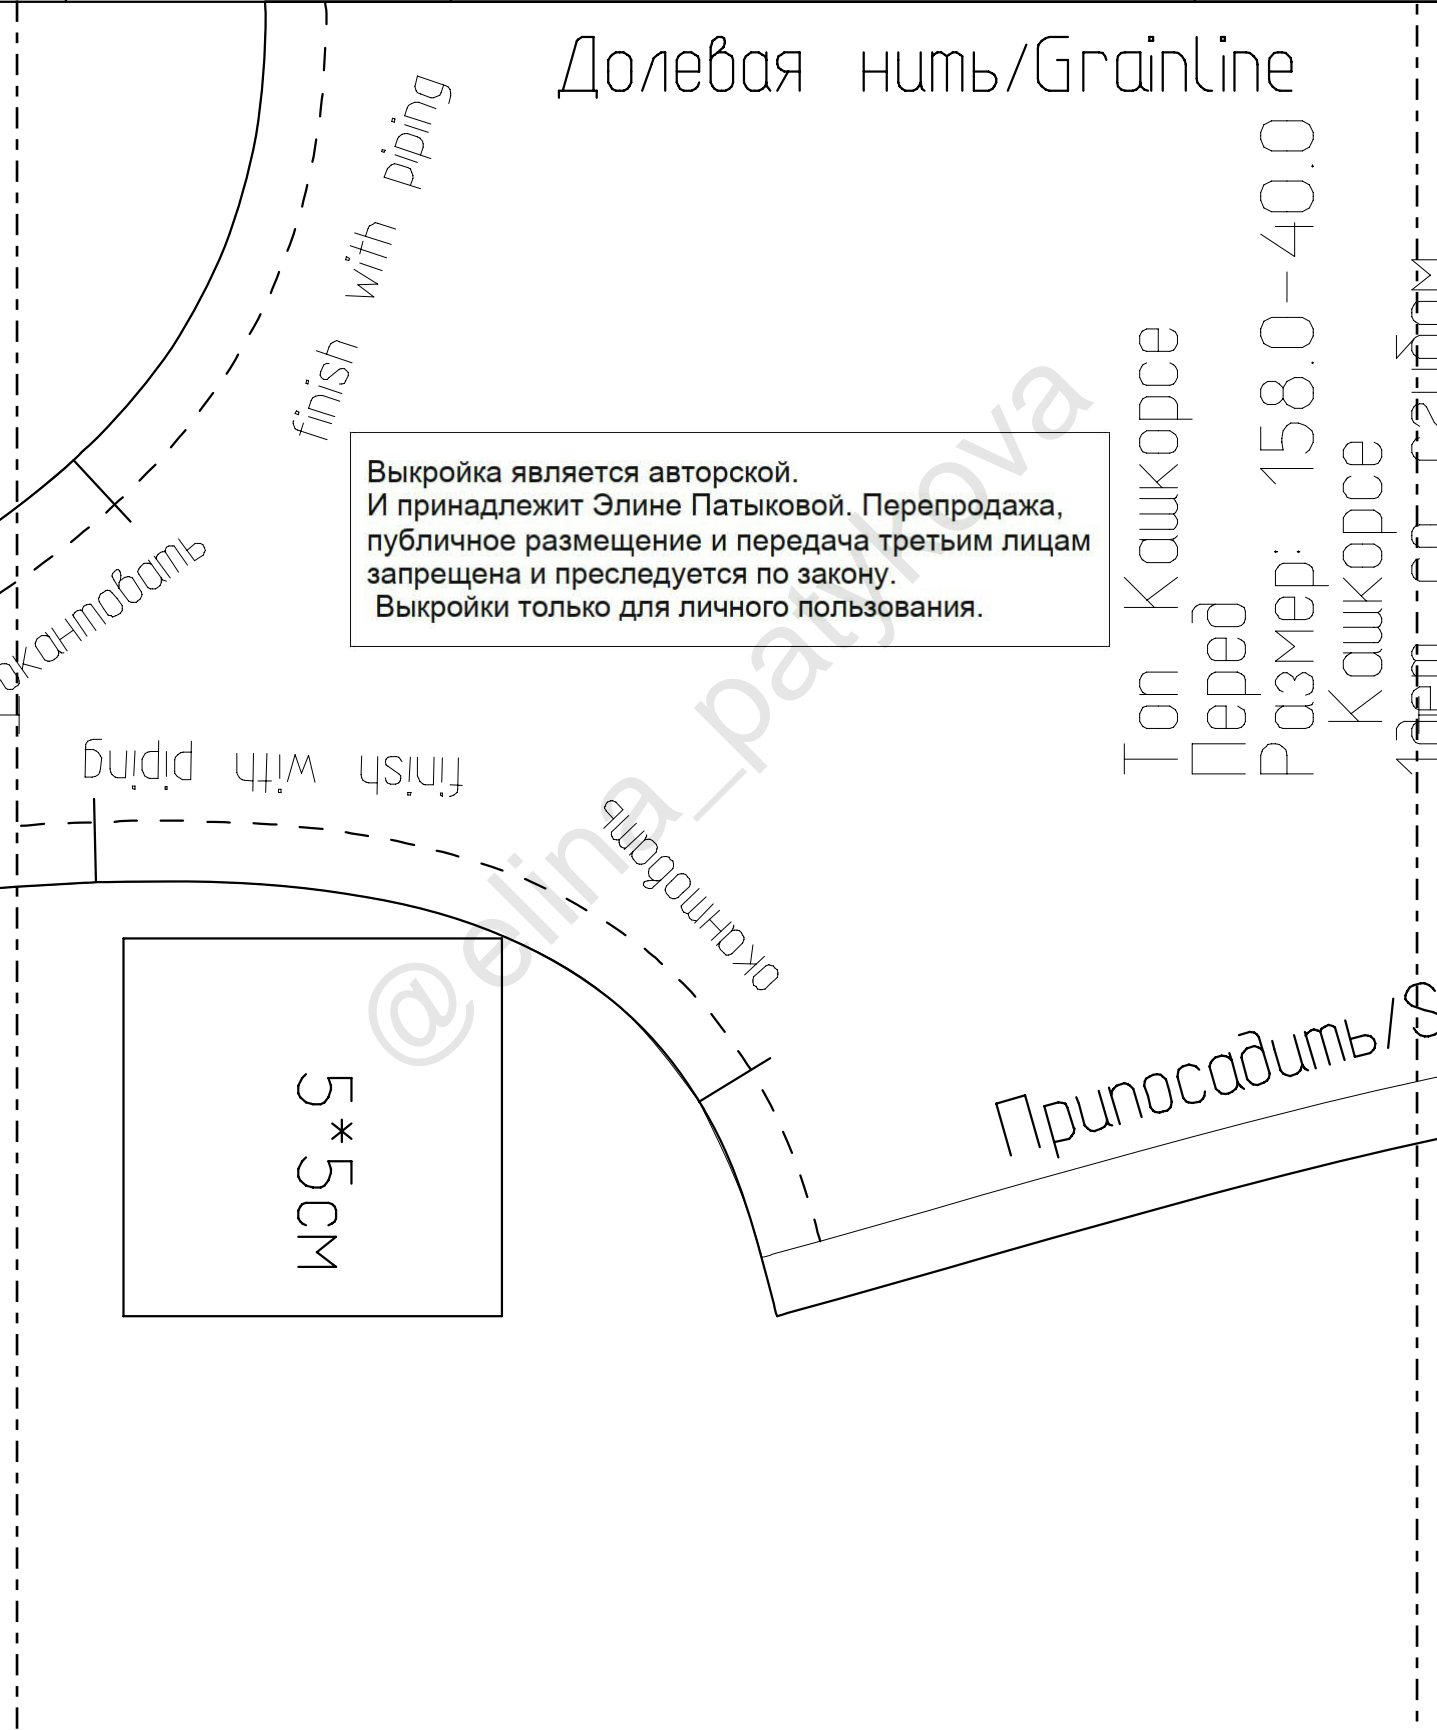 Долевая нить/Grainline
finish with piping
Выкройка является авторской.
И принадлежит Элине Патыковой. Перепродажа,
публичное размещение и передача третьим лицам
запрещена и преследуется по закону.
Выкройки только для личного пользования.
Топ Кашкорсе
Перед
Размер: 158.0-40.0
Кашкорсе
окантовать
finish with piping
окантовать
@elina_patykova
Припосадить/S
5*5см